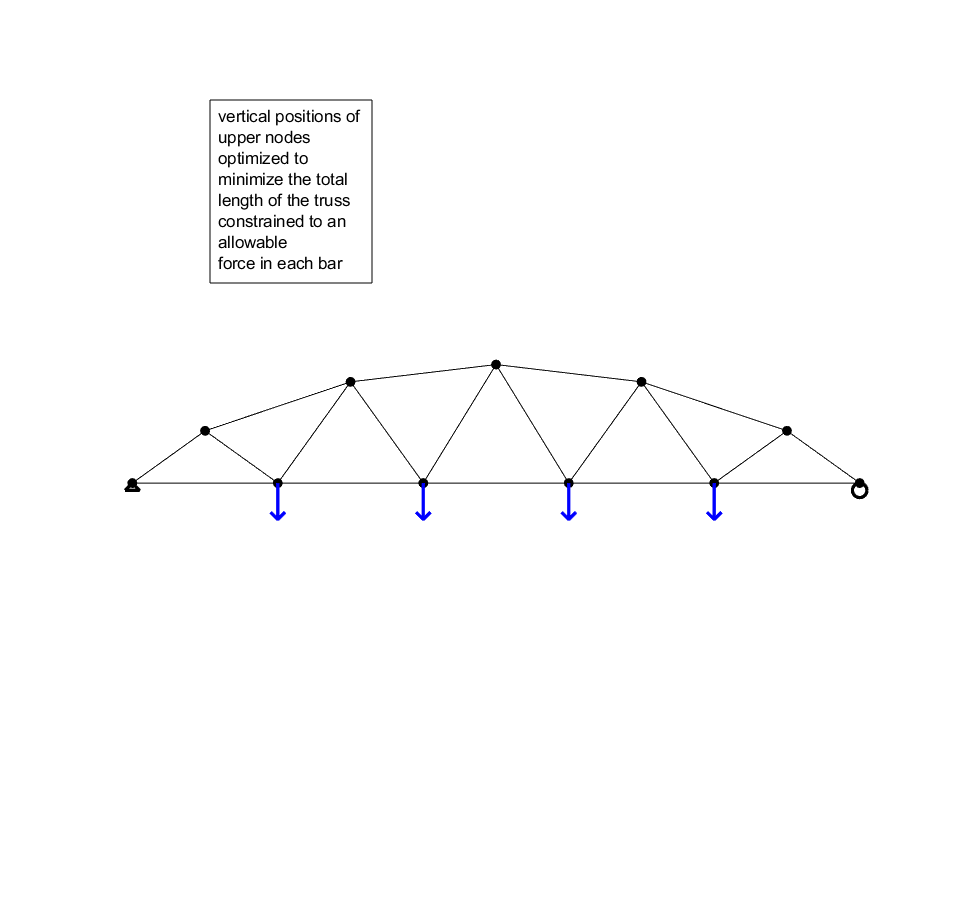 vertical positions of
upper nodes
optimized to
minimize the total
length of the truss
constrained to an
allowable
force in each bar